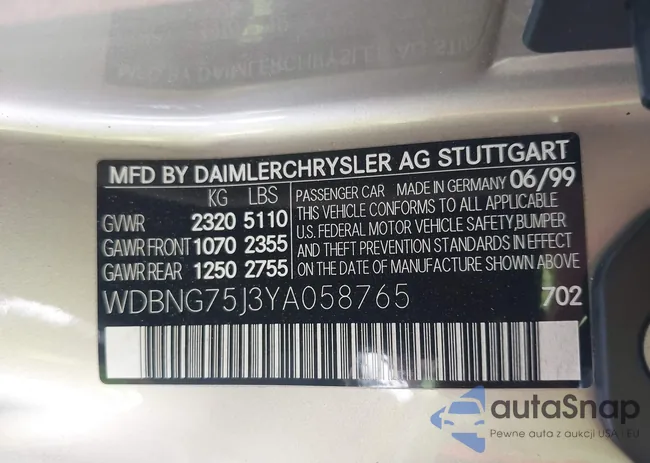 MFD BY DAIMLERCHRYSLER AG STUTTGART
KG LBS
GVWR 2320 5110
GAWR FRONT 1070 2355
GAWR REAR 1250 2755
PASSENGER CAR MADE IN GERMANY 06/99
THIS VEHICLE CONFORMS TO ALL APPLICABLE
U.S. FEDERAL MOTOR VEHICLE SAFETY, BUMPER
AND THEFT PREVENTION STANDARDS IN EFFECT
ON THE DATE OF MANUFACTURE SHOWN ABOVE.
WDBNG75J3YA058765 702
autaSnap
Pewne auta z aukcji USA - EU